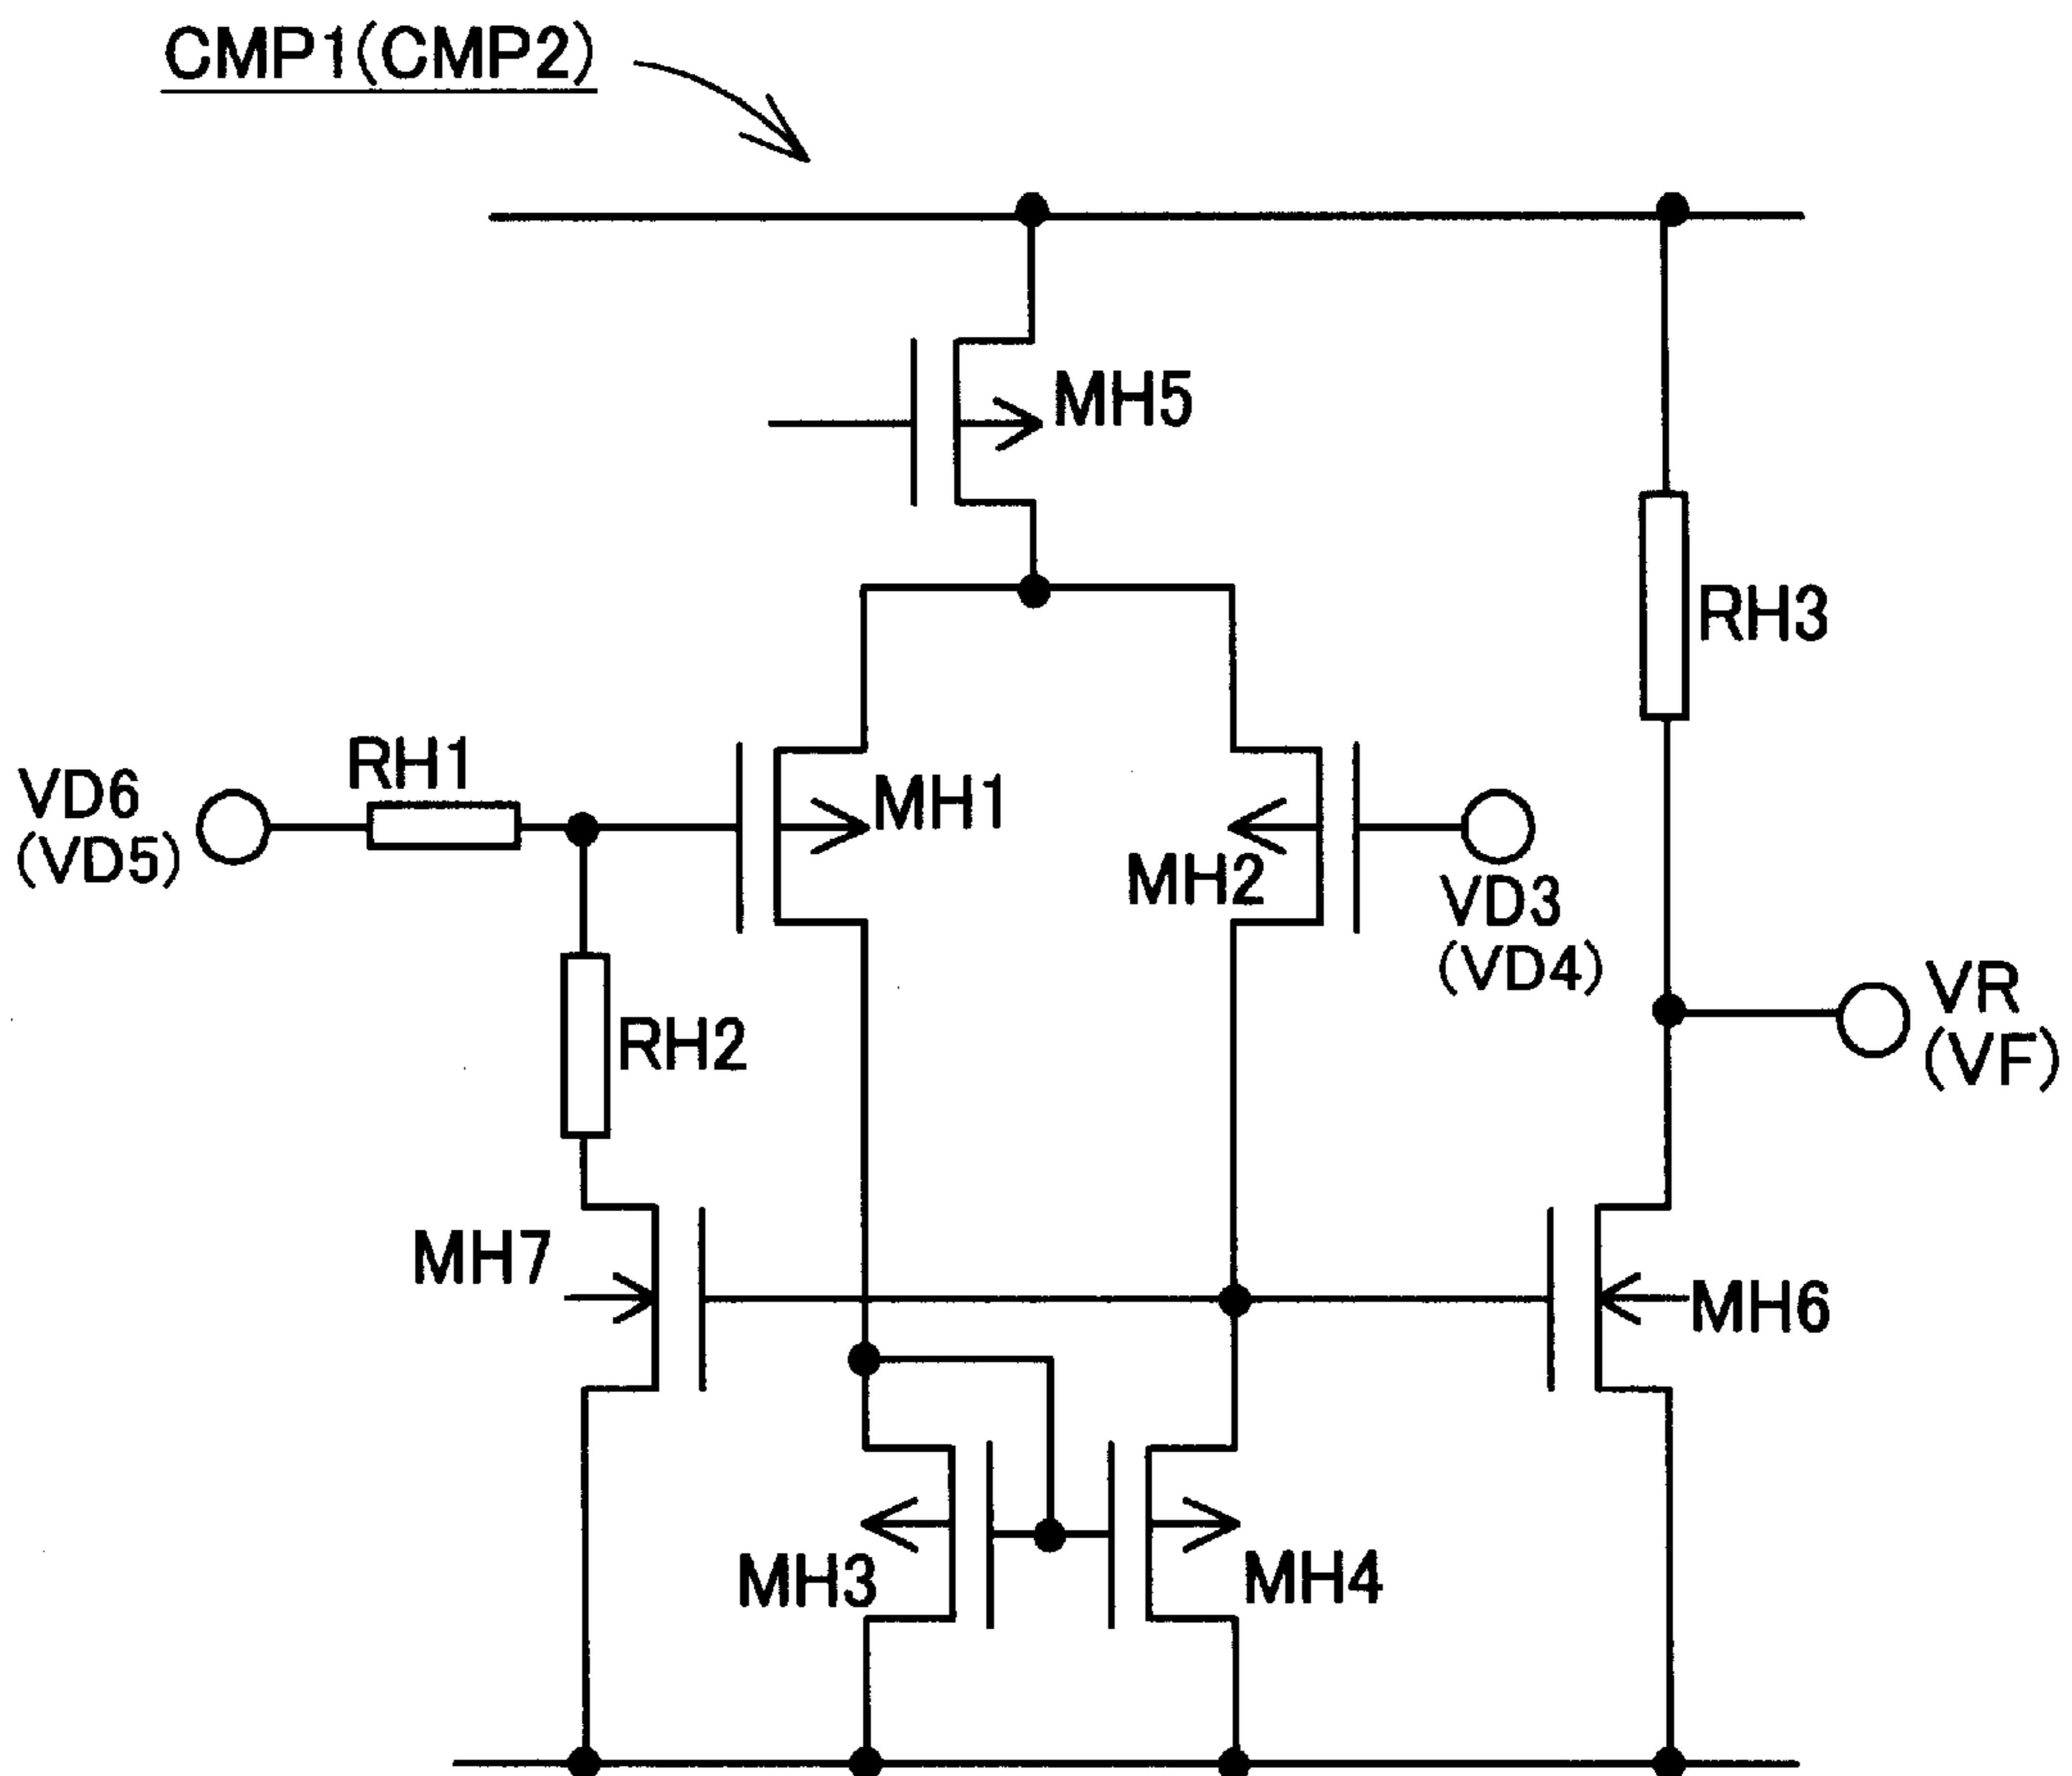 CMP1(CMP2)
MH5
RH3
RH1
VD6
(VD5)
MH1
MH2
VD3
(VD4)
VR
(VF)
RH2
MH7
MH6
MH3
MH4